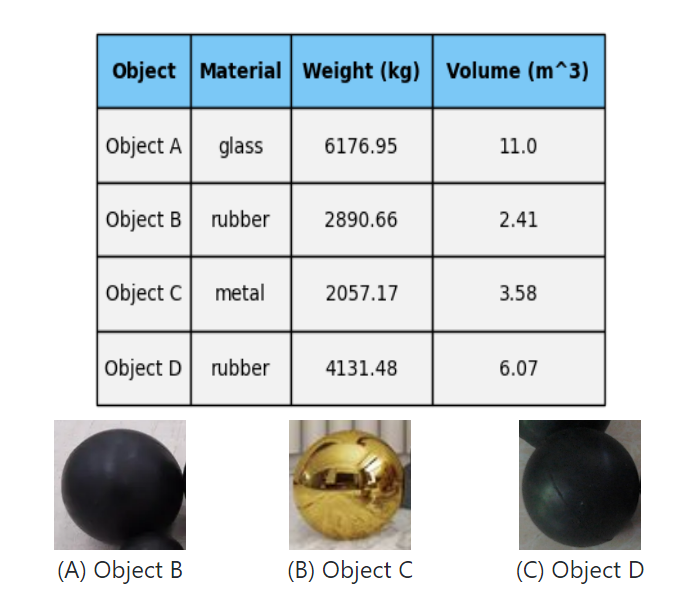 Object Material Weight (kg) Volume (m^3)
Object A glass 6176.95 11.0
Object B rubber 2890.66 2.41
Object C metal 2057.17 3.58
Object D rubber 4131.48 6.07
(A) Object B (B) Object C (C) Object D